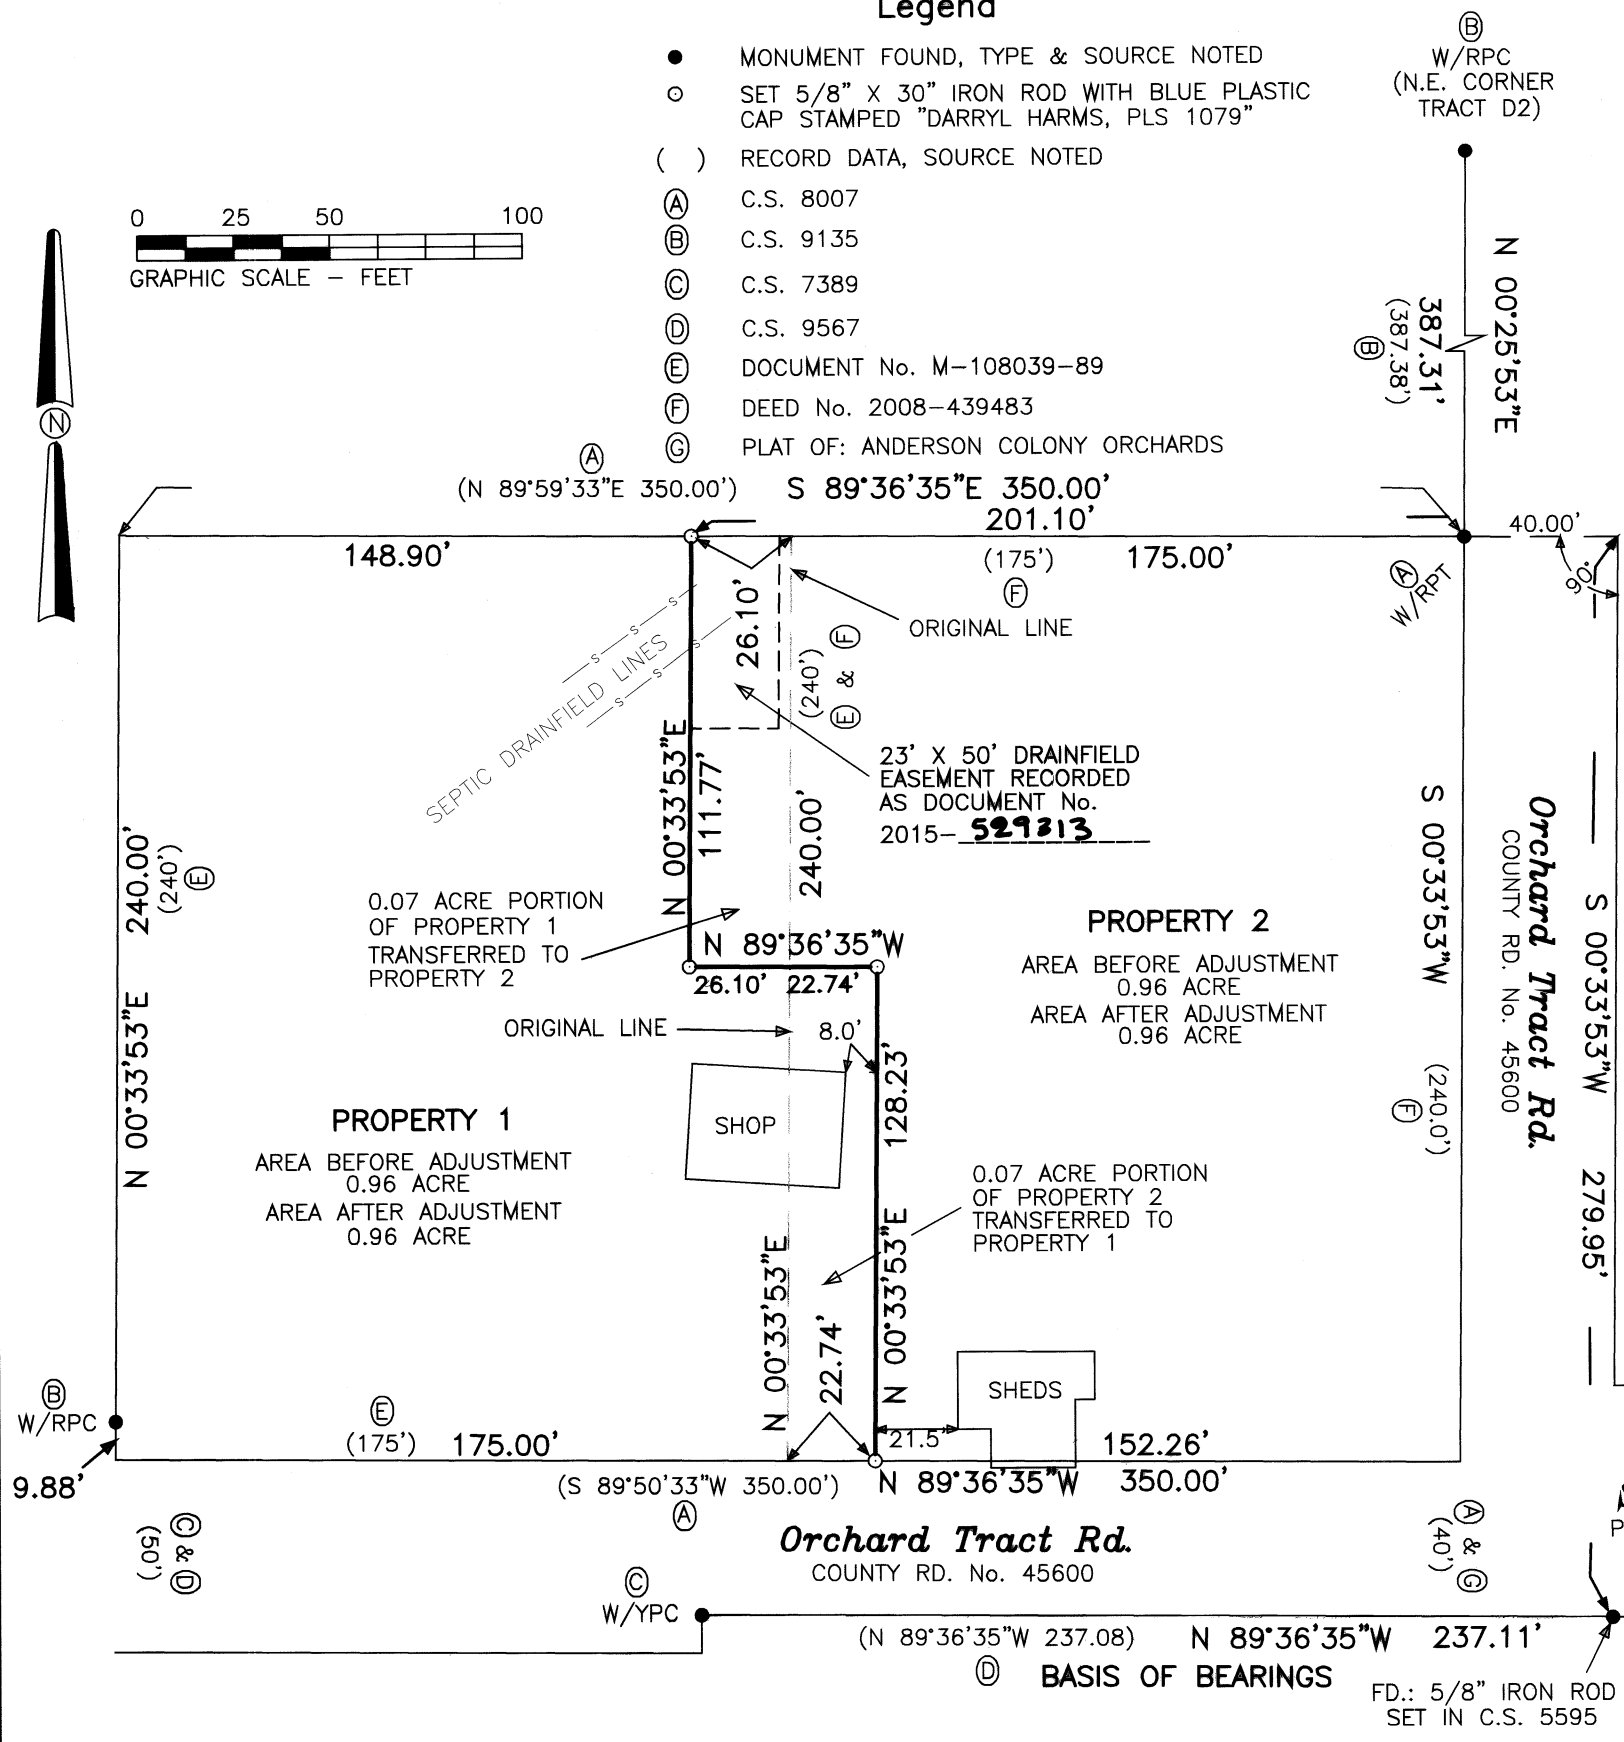 Legend
MONUMENT FOUND, TYPE & SOURCE NOTED
SET 5/8" X 30" IRON ROD WITH BLUE PLASTIC
CAP STAMPED "DARRYL HARMS, PLS 1079"
( ) RECORD DATA, SOURCE NOTED
A C.S. 8007
B C.S. 9135
C C.S. 7389
D C.S. 9567
E DOCUMENT No. M-108039-89
F DEED No. 2008-439483
G PLAT OF: ANDERSON COLONY ORCHARDS
0 25 50 100
GRAPHIC SCALE - FEET
N
B
W/RPC
(N.E. CORNER
TRACT D2)
N 00°25'53"E
387.31'
(387.38')
B
A
(N 89°59'33"E 350.00')
S 89°36'35"E 350.00'
201.10'
148.90'
(175')
175.00'
F
40.00'
90°
A
W/RPT
ORIGINAL LINE
26.10'
(240')
E & F
SEPTIC DRAINFIELD LINES
S S S
S S S
23' X 50' DRAINFIELD
EASEMENT RECORDED
AS DOCUMENT No.
2015-529313
N 00°33'53"E
111.77'
240.00'
240.00'
(240')
E
N 00°33'53"E
0.07 ACRE PORTION
OF PROPERTY 1
TRANSFERRED TO
PROPERTY 2
N 89°36'35"W
26.10' 22.74'
ORIGINAL LINE
8.0'
SHOP
128.23'
PROPERTY 2
AREA BEFORE ADJUSTMENT
0.96 ACRE
AREA AFTER ADJUSTMENT
0.96 ACRE
S 00°33'53"W
(240.0')
F
Orchard Tract Rd.
COUNTY RD. No. 45600
S 00°33'53"W 279.95'
PROPERTY 1
AREA BEFORE ADJUSTMENT
0.96 ACRE
AREA AFTER ADJUSTMENT
0.96 ACRE
0.07 ACRE PORTION
OF PROPERTY 2
TRANSFERRED TO
PROPERTY 1
N 00°33'53"E
22.74'
N 00°33'53"E
SHEDS
21.5'
152.26'
B
W/RPC
9.88'
E
(175') 175.00'
(S 89°50'33"W 350.00')
A
N 89°36'35"W 350.00'
C & D
(50')
Orchard Tract Rd.
COUNTY RD. No. 45600
A & G
(40')
P
C
W/YPC
(N 89°36'35"W 237.08)
N 89°36'35"W 237.11'
D
BASIS OF BEARINGS
FD.: 5/8" IRON ROD
SET IN C.S. 5595